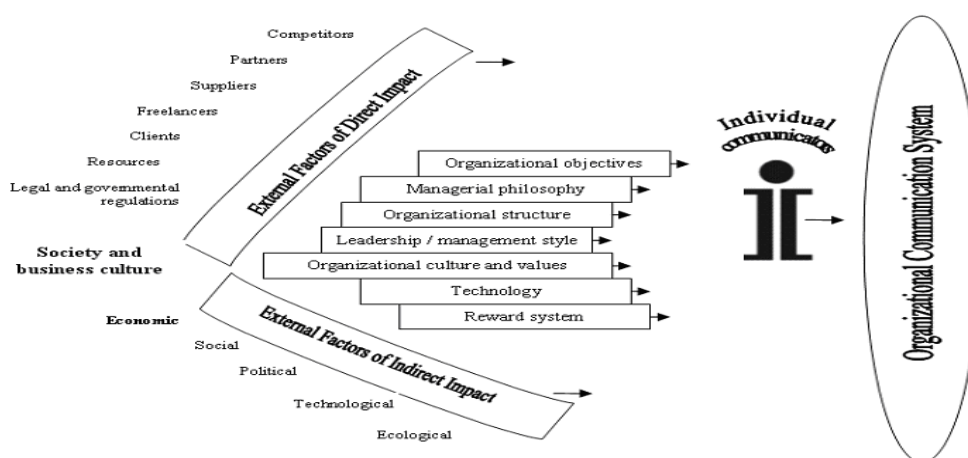 Competitors
Partners
Suppliers
Freelancers
Clients
Resources
Legal and governmental
regulations
External Factors of Direct Impact
Society and
business culture
Organizational objectives
Managerial philosophy
Organizational structure
Leadership / management style
Organizational culture and values
Technology
Reward system
Economic
Social
Political
Technological
Ecological
External Factors of Indirect Impact
Individual
communicators
Organizational Communication System